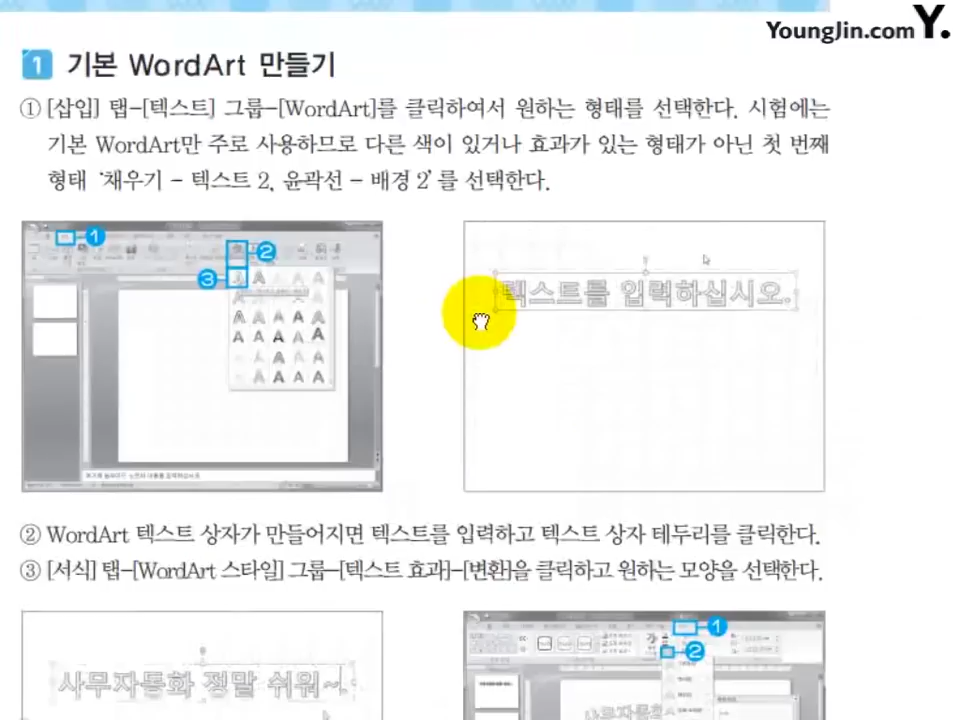 YoungJin.com Y.
1 기본 WordArt 만들기
① [삽입] 탭-[텍스트] 그룹-[WordArt]를 클릭하여서 원하는 형태를 선택한다. 시험에는
기본 WordArt만 주로 사용하므로 다른 색이 있거나 효과가 있는 형태가 아닌 첫 번째
형태 '채우기 - 텍스트 2, 윤곽선 - 배경 2'를 선택한다.
1
2
3
텍스트를 입력하십시오.
② WordArt 텍스트 상자가 만들어지면 텍스트를 입력하고 텍스트 상자 테두리를 클릭한다.
③ [서식] 탭-[WordArt 스타일] 그룹-[텍스트 효과]-[변환]을 클릭하고 원하는 모양을 선택한다.
사무자동화 정말 쉬워~.
1
2